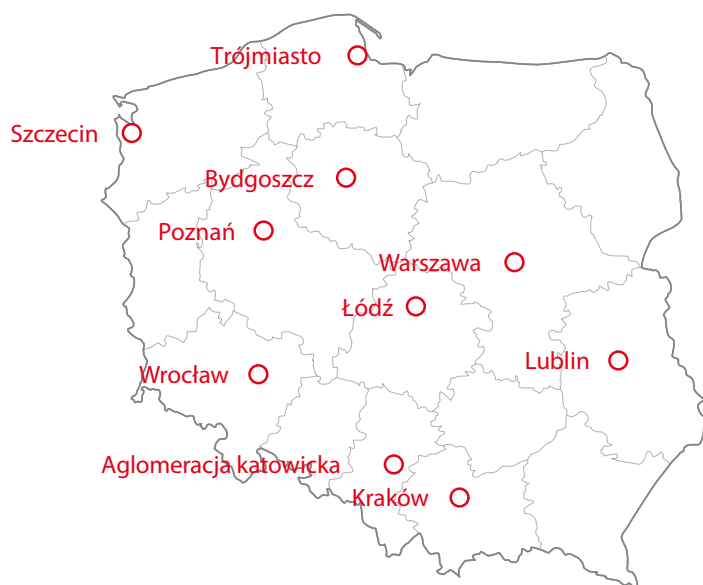 Trójmiasto
Szczecin
Bydgoszcz
Poznań
Warszawa
Łódź
Lublin
Wrocław
Aglomeracja katowicka
Kraków